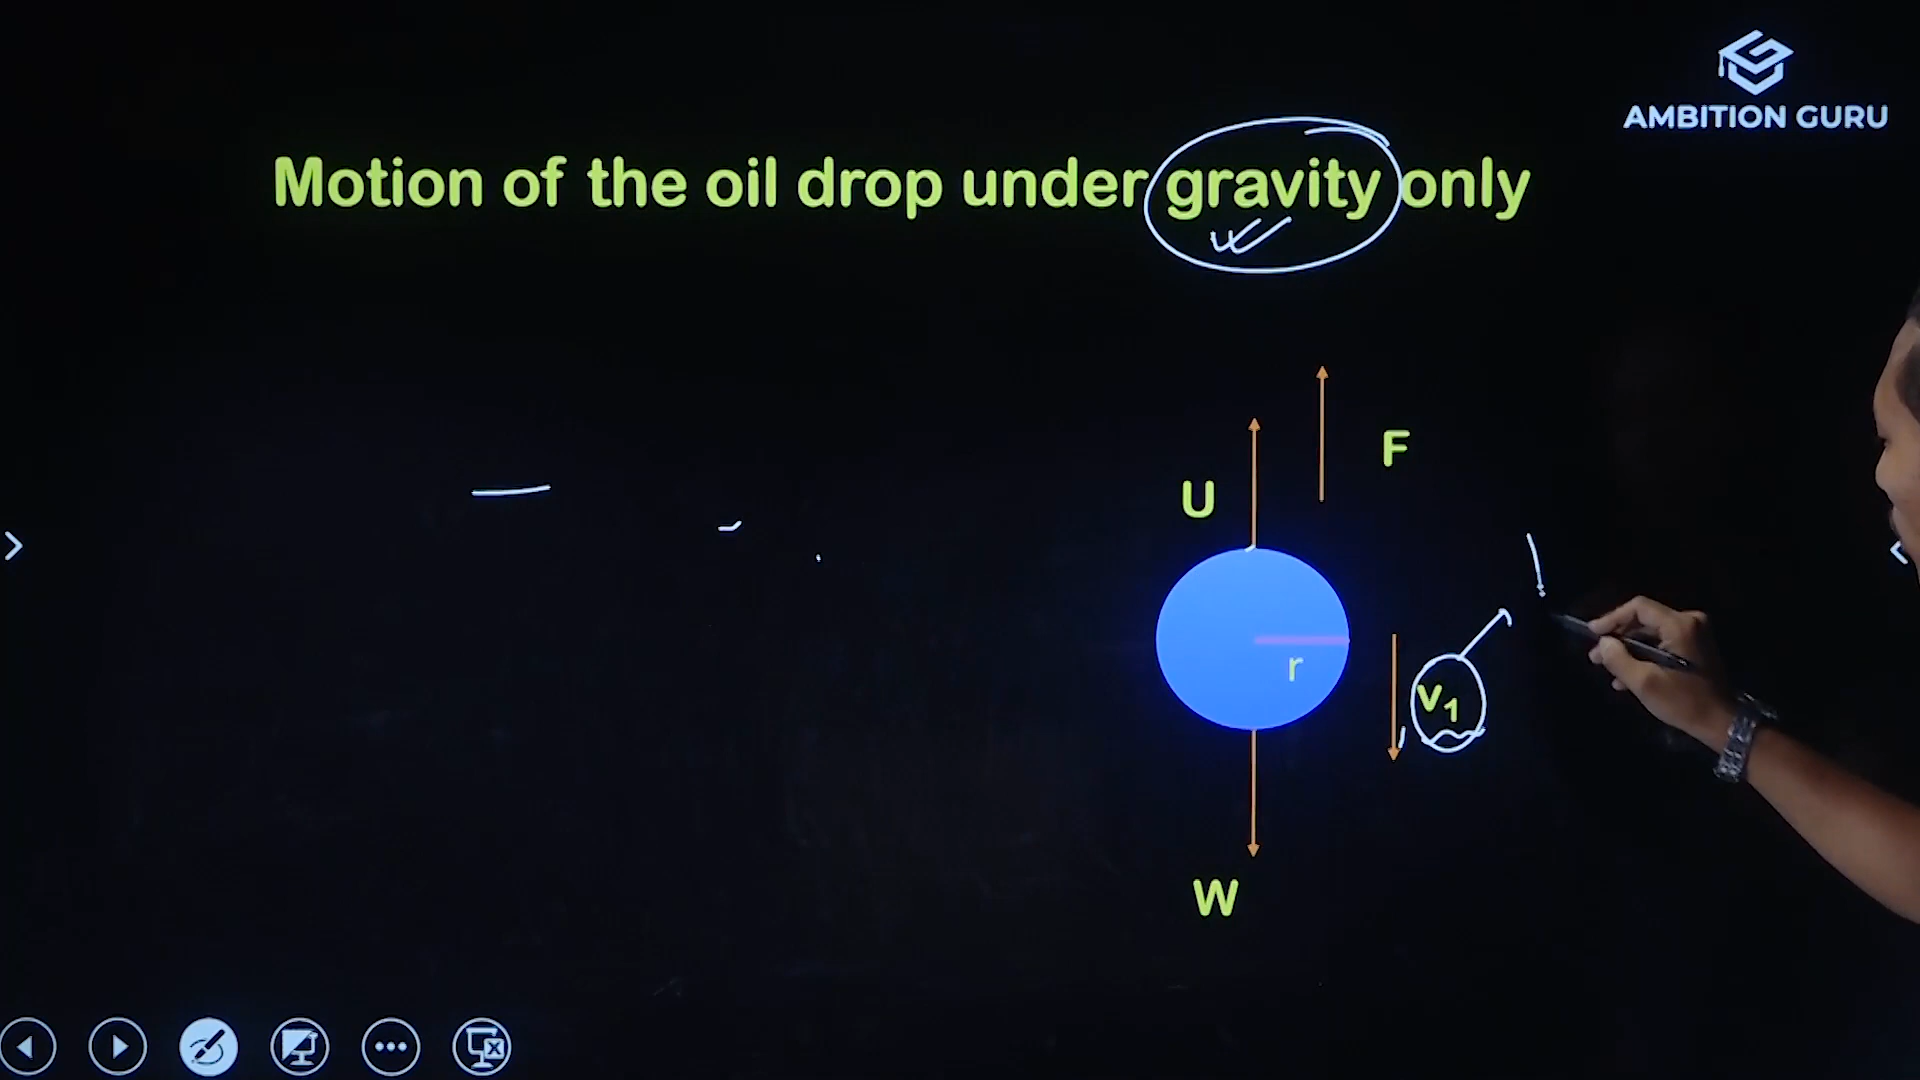 AMBITION GURU
Motion of the oil drop under gravity only
F
U
r
v₁
W